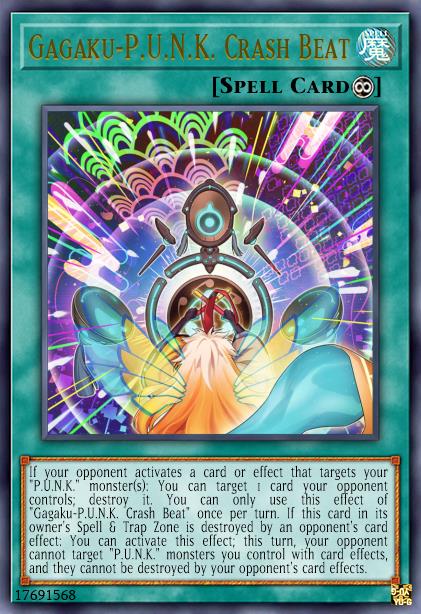 GAGAKU-P.U.N.K. CRASH BEAT
SPELL
魔
[SPELL CARD]
If your opponent activates a card or effect that targets your
"P.U.N.K." monster(s): You can target 1 card your opponent
controls; destroy it. You can only use this effect of
"Gagaku-P.U.N.K. Crash Beat" once per turn. If this card in its
owner's Spell & Trap Zone is destroyed by an opponent's card
effect: You can activate this effect; this turn, your opponent
cannot target "P.U.N.K." monsters you control with card effects,
and they cannot be destroyed by your opponent's card effects.
17691568